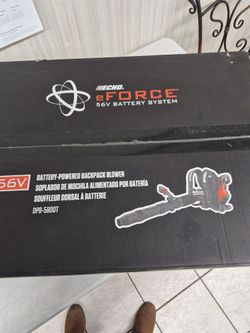 ECHO
eFORCE
56V BATTERY SYSTEM
56V
BATTERY-POWERED BACKPACK BLOWER
SOPLADOR DE MOCHILA ALIMENTADO POR BATERÍA
SOUFFLEUR DORSAL À BATTERIE
DPB-5800T